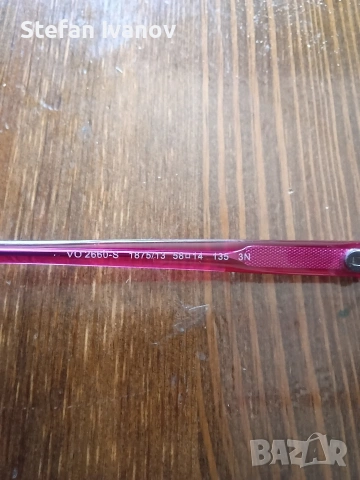 Stefan ivanov
VO 2660-S 1875/13 58□14 135 3N
BAZAR